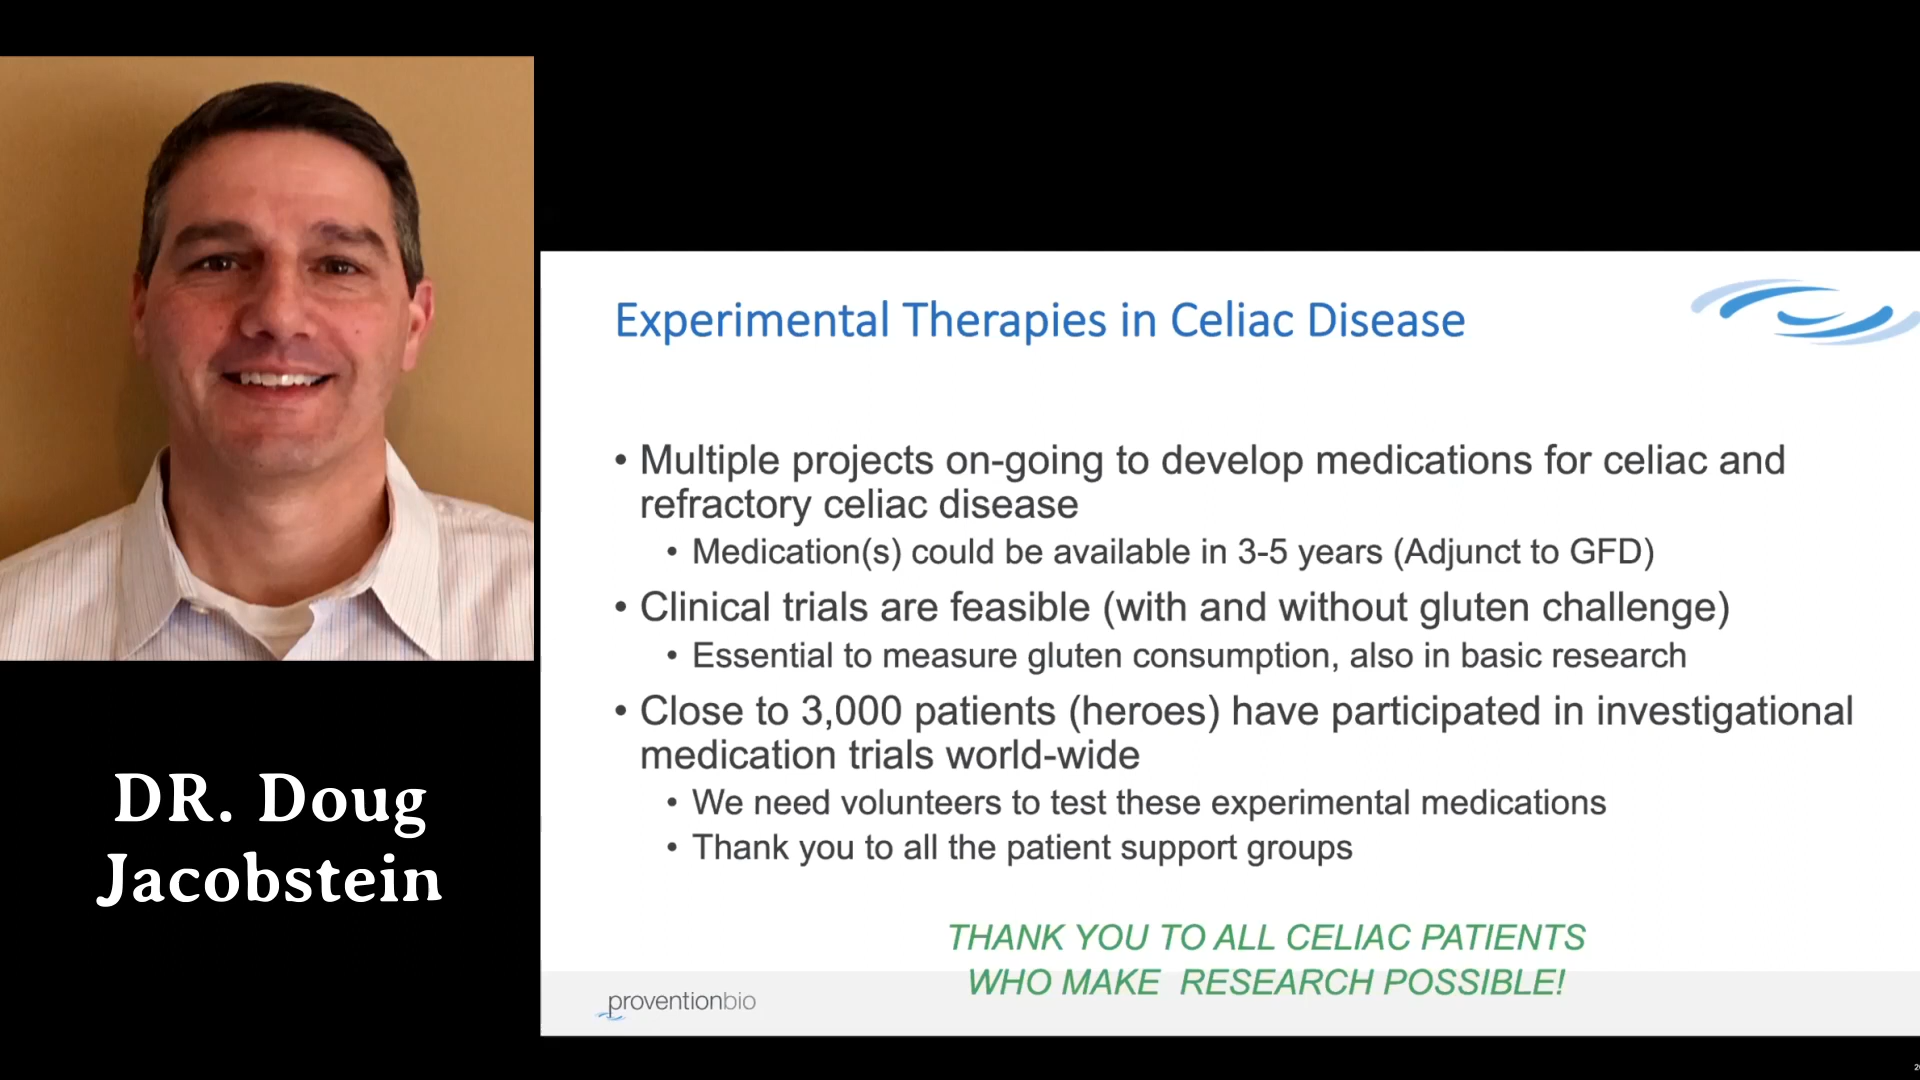 DR. Doug
Jacobstein
Experimental Therapies in Celiac Disease
• Multiple projects on-going to develop medications for celiac and
refractory celiac disease
• Medication(s) could be available in 3-5 years (Adjunct to GFD)
• Clinical trials are feasible (with and without gluten challenge)
• Essential to measure gluten consumption, also in basic research
• Close to 3,000 patients (heroes) have participated in investigational
medication trials world-wide
• We need volunteers to test these experimental medications
• Thank you to all the patient support groups
THANK YOU TO ALL CELIAC PATIENTS
WHO MAKE RESEARCH POSSIBLE!
proventionbio